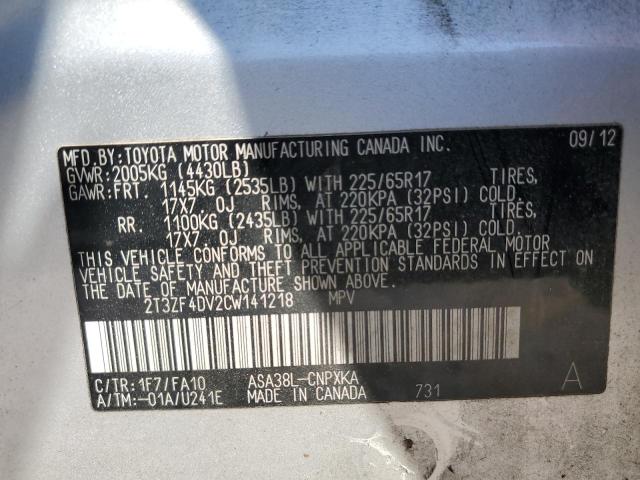 MFD.BY:TOYOTA MOTOR MANUFACTURING CANADA INC. 09/12
GVWR:2005KG (4430LB)
GAWR:FRT. 1145KG (2535LB) WITH 225/65R17 TIRES,
17X7 0J RIMS, AT 220KPA (32PSI) COLD,
RR. 1100KG (2435LB) WITH 225/65R17 TIRES,
17X7 0J RIMS, AT 220KPA (32PSI) COLD.
THIS VEHICLE CONFORMS TO ALL APPLICABLE FEDERAL MOTOR
VEHICLE SAFETY AND THEFT PREVENTION STANDARDS IN EFFECT ON
THE DATE OF MANUFACTURE SHOWN ABOVE.
2T3ZF4DV2CW141218 MPV
C/TR: 1F7/FA10 ASA38L-CNPXKA A
A/TM:-01A/U241E MADE IN CANADA 731